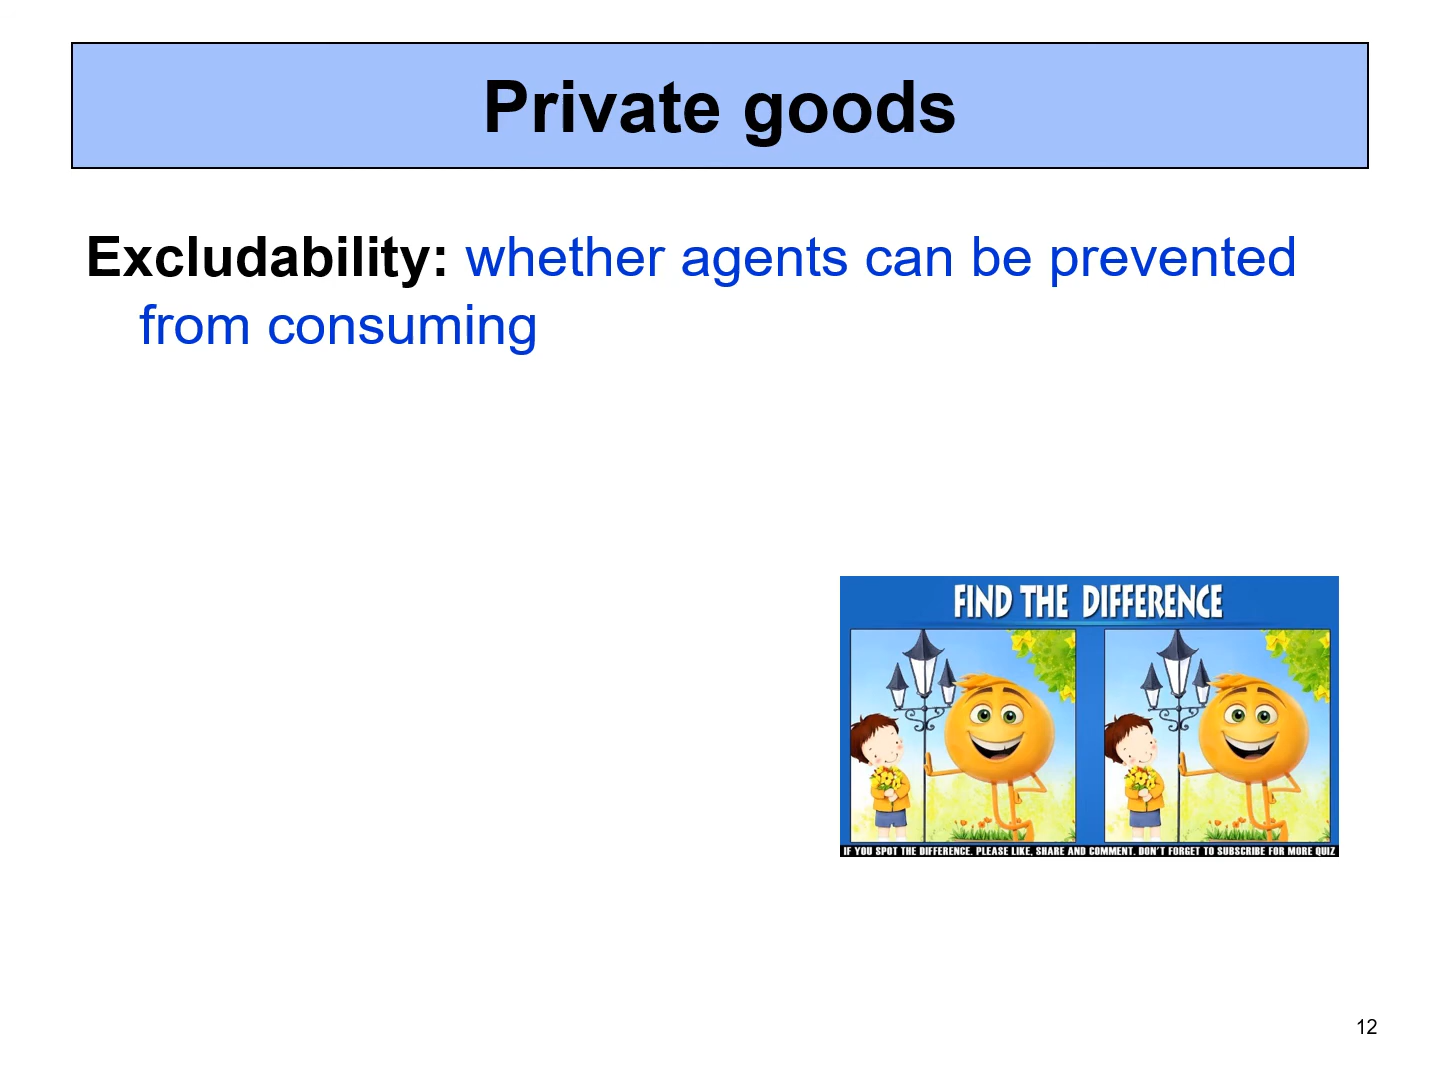 Private goods
Excludability: whether agents can be prevented
from consuming
FIND THE DIFFERENCE
IF YOU SPOT THE DIFFERENCE. PLEASE LIKE, SHARE AND COMMENT. DON'T FORGET TO SUBSCRIBE FOR MORE QUIZ
12